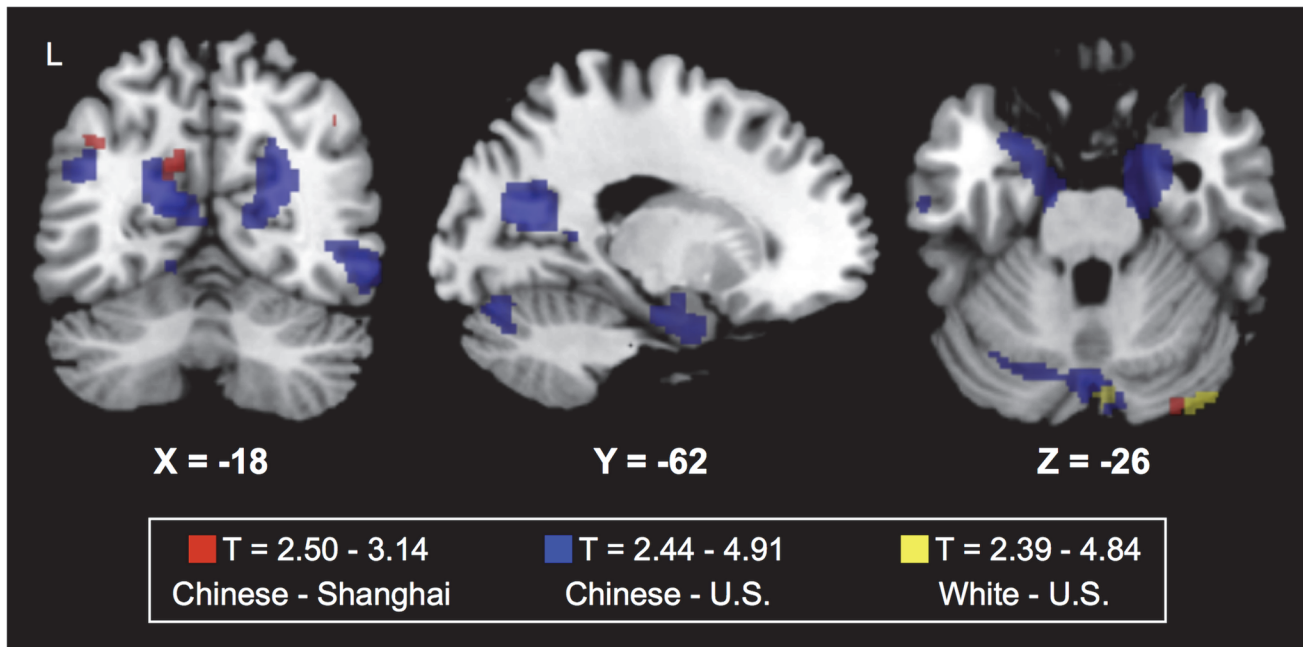 L
X = -18
Y = -62
Z = -26
T = 2.50 - 3.14
Chinese - Shanghai
T = 2.44 - 4.91
Chinese - U.S.
T = 2.39 - 4.84
White - U.S.